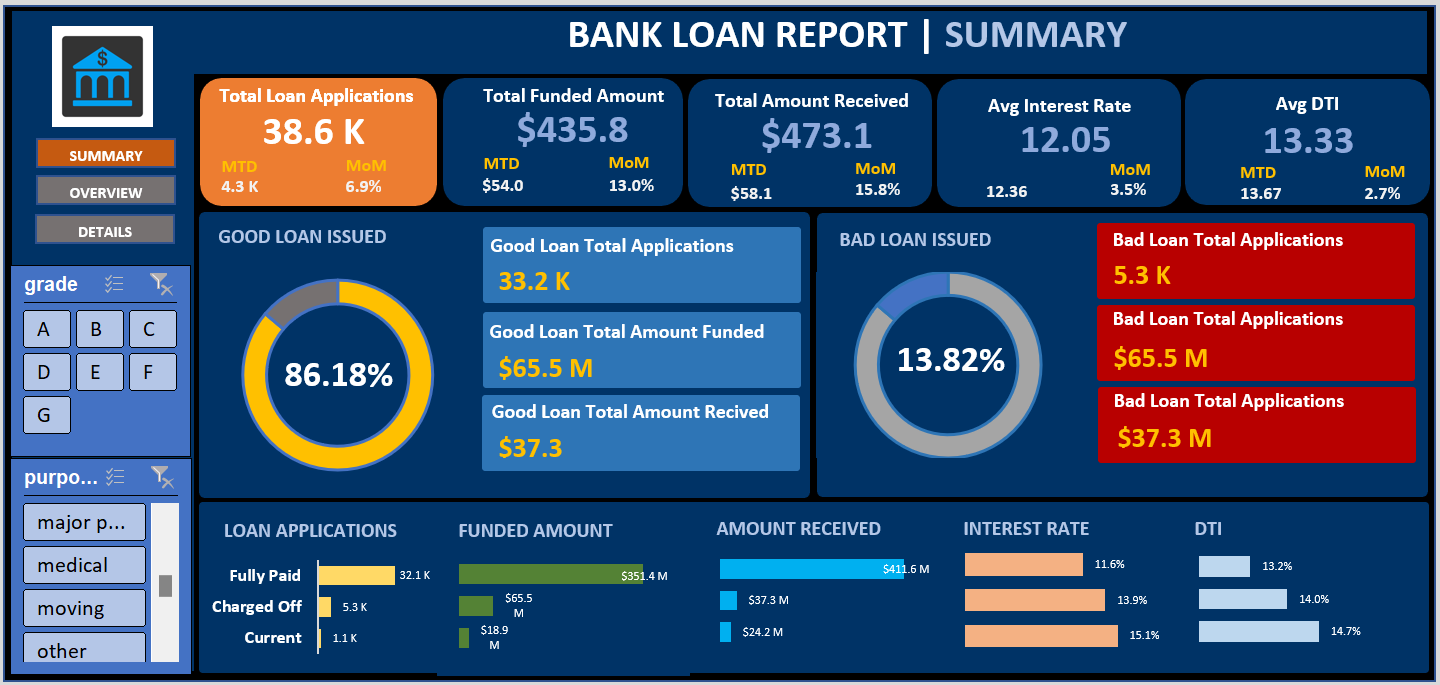 BANK LOAN REPORT | SUMMARY
$
SUMMARY
OVERVIEW
DETAILS
grade
A B C
D E F
G
purpo...
major p...
medical
moving
other
Total Loan Applications
38.6 K
MTD MoM
4.3 K 6.9%
Total Funded Amount
$435.8
MTD MoM
$54.0 13.0%
Total Amount Received
$473.1
MTD MoM
$58.1 15.8%
Avg Interest Rate
12.05
MoM
12.36 3.5%
Avg DTI
13.33
MTD MoM
13.67 2.7%
GOOD LOAN ISSUED
86.18%
Good Loan Total Applications
33.2 K
Good Loan Total Amount Funded
$65.5 M
Good Loan Total Amount Recived
$37.3
BAD LOAN ISSUED
13.82%
Bad Loan Total Applications
5.3 K
Bad Loan Total Applications
$65.5 M
Bad Loan Total Applications
$37.3 M
LOAN APPLICATIONS
Fully Paid 32.1 K
Charged Off 5.3 K
Current 1.1 K
FUNDED AMOUNT
$351.4 M
$65.5
M
$18.9
M
AMOUNT RECEIVED
$411.6 M
$37.3 M
$24.2 M
INTEREST RATE
11.6%
13.9%
15.1%
DTI
13.2%
14.0%
14.7%